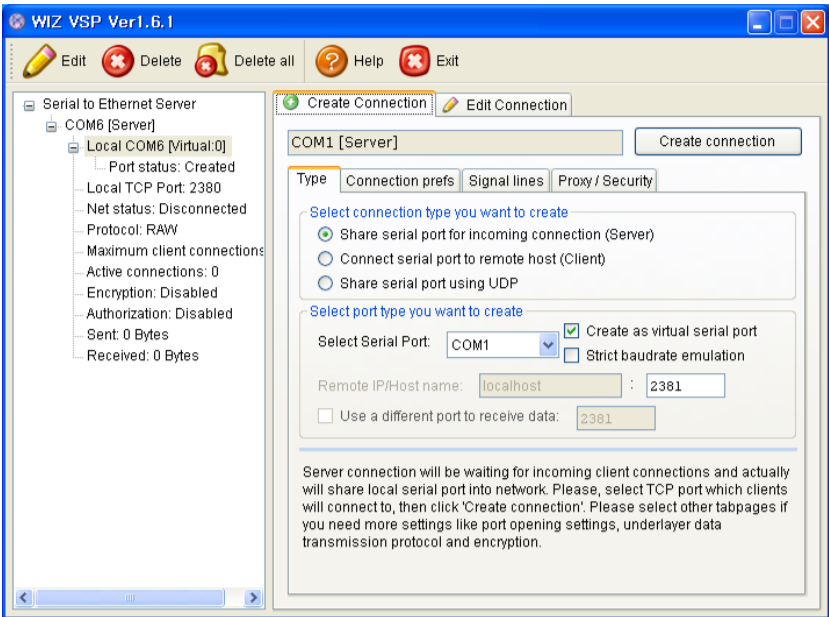 WIZ VSP Ver1.6.1
Edit Delete Delete all Help Exit
Serial to Ethernet Server
COM6 [Server]
Local COM6 [Virtual:0]
Port status: Created
Local TCP Port: 2380
Net status: Disconnected
Protocol: RAW
Maximum client connections
Active connections: 0
Encryption: Disabled
Authorization: Disabled
Sent: 0 Bytes
Received: 0 Bytes
Create Connection Edit Connection
COM1 [Server] Create connection
Type Connection prefs Signal lines Proxy / Security
Select connection type you want to create
Share serial port for incoming connection (Server)
Connect serial port to remote host (Client)
Share serial port using UDP
Select port type you want to create
Select Serial Port: COM1 Create as virtual serial port
Strict baudrate emulation
Remote IP/Host name: localhost : 2381
Use a different port to receive data: 2381
Server connection will be waiting for incoming client connections and actually
will share local serial port into network. Please, select TCP port which clients
will connect to, then click 'Create connection'. Please select other tabpages if
you need more settings like port opening settings, underlayer data
transmission protocol and encryption.